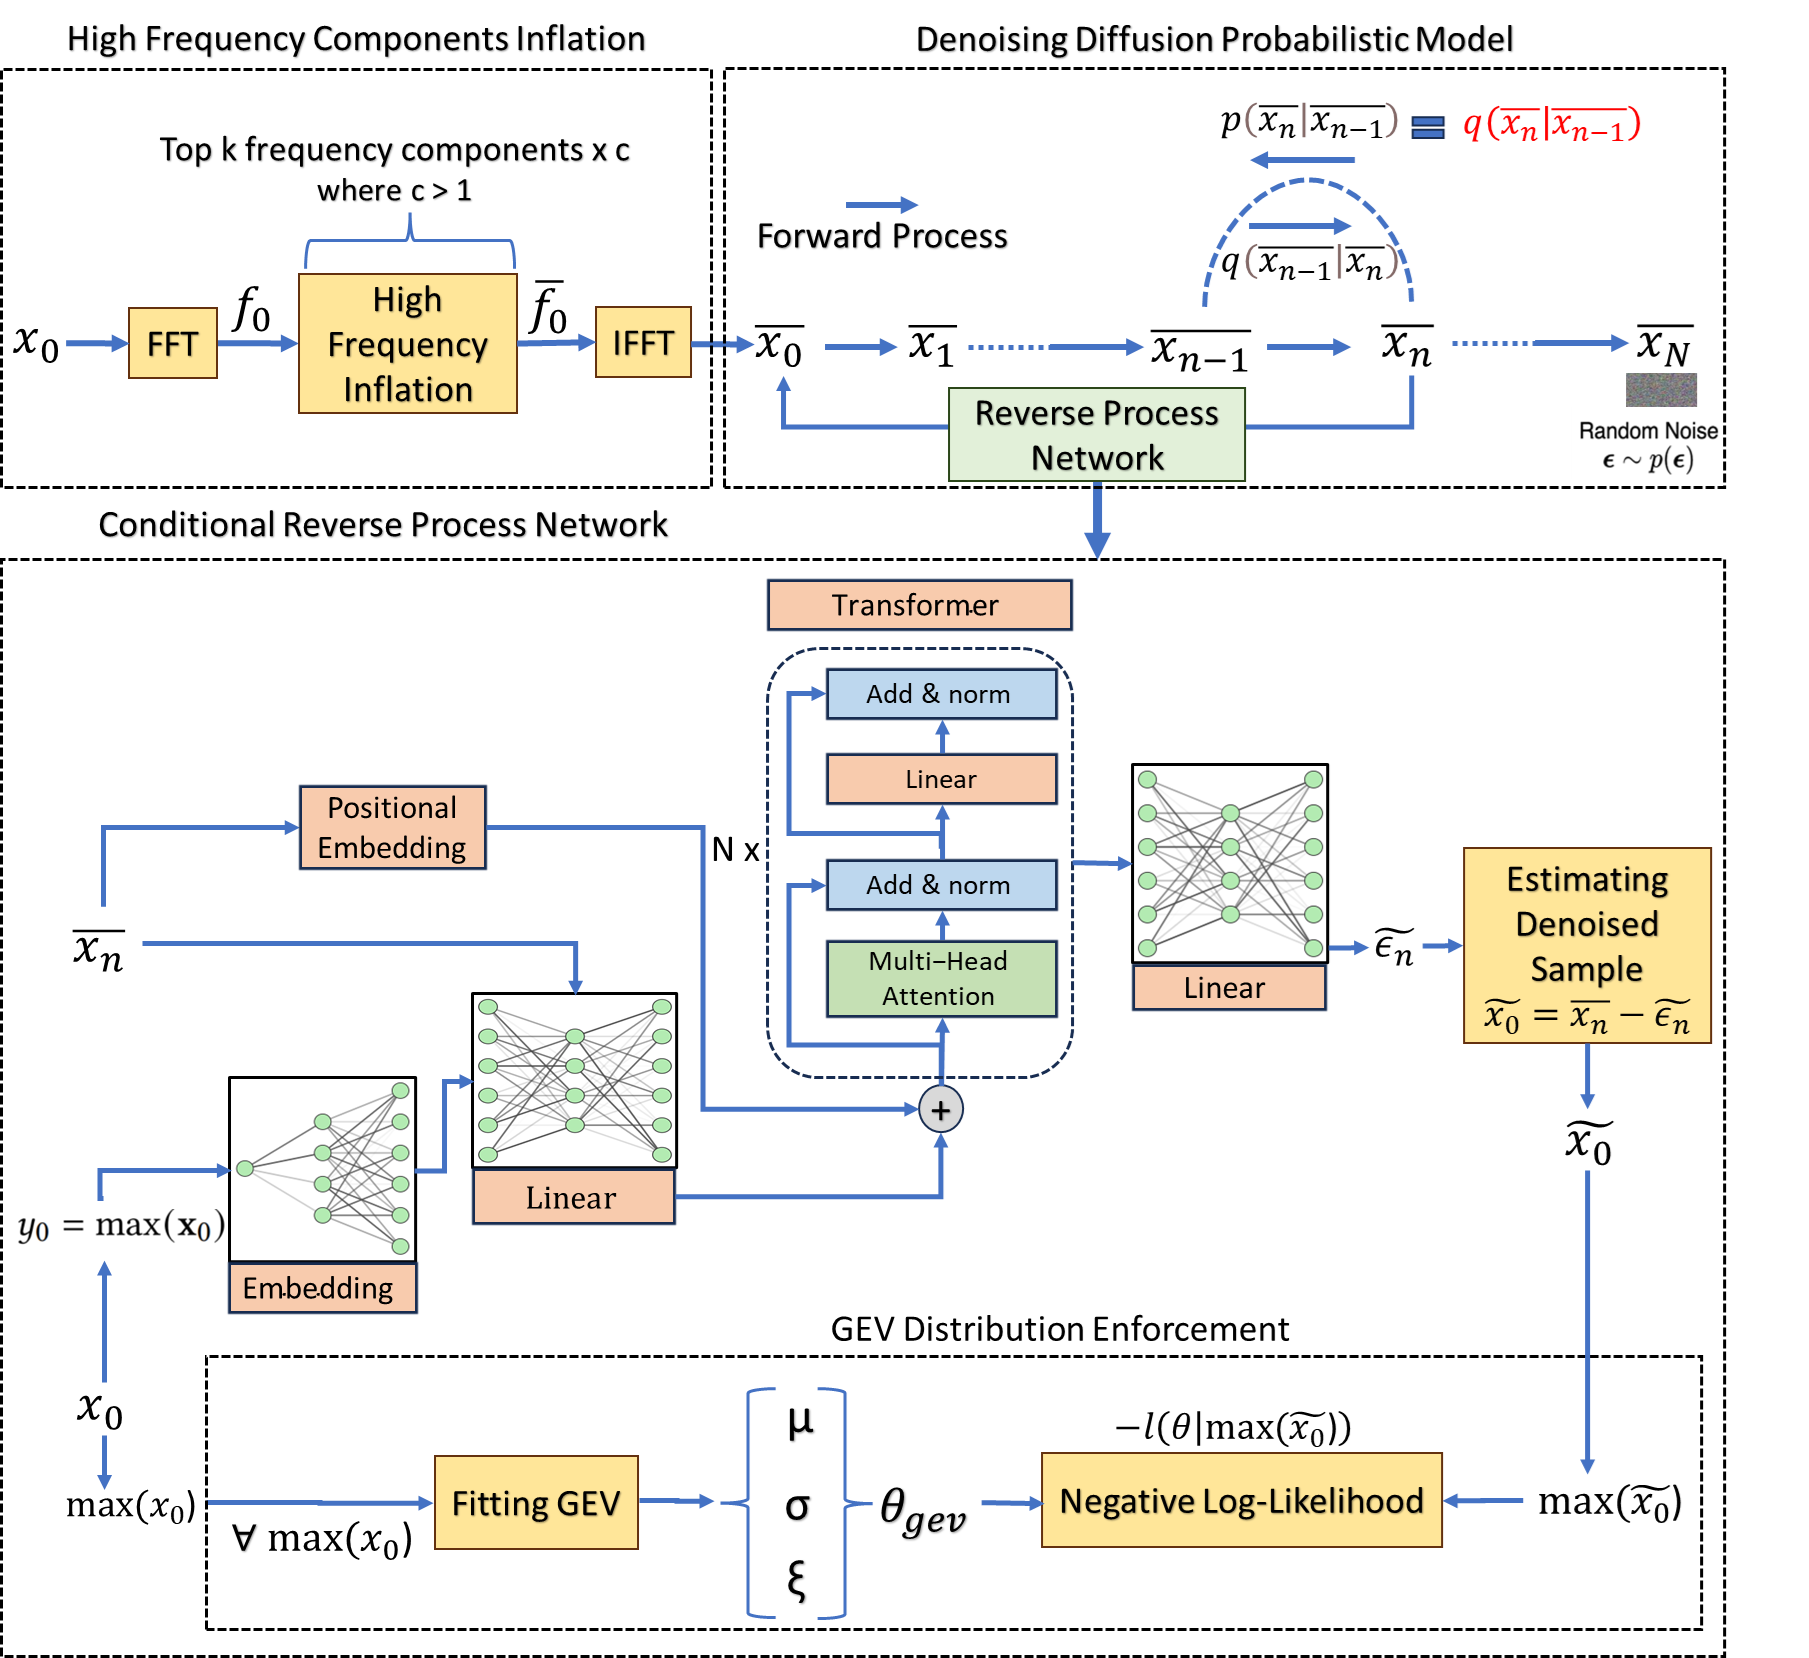 High Frequency Components Inflation
Top k frequency components x c
where c > 1
x₀
FFT
f₀
High
Frequency
Inflation
f̅₀
IFFT
Denoising Diffusion Probabilistic Model
p(x̅ₙ|x̅ₙ₋₁) = q(x̅ₙ|x̅ₙ₋₁)
Forward Process
q(x̅ₙ₋₁|x̅ₙ)
x̅₀
x̅₁
x̅ₙ₋₁
x̅ₙ
x̅_N
Reverse Process
Network
Random Noise
ϵ ~ p(ϵ)
Conditional Reverse Process Network
Transformer
Add & norm
Linear
N x
Add & norm
Multi−Head
Attention
+
Positional
Embedding
x̅ₙ
Linear
y₀ = max(x₀)
Embedding
Linear
ϵ̃ₙ
Estimating
Denoised
Sample
x̃₀ = x̅ₙ − ϵ̃ₙ
x̃₀
GEV Distribution Enforcement
x₀
max(x₀)
∀ max(x₀)
Fitting GEV
μ
σ
ξ
θ_gev
−l(θ|max(x̃₀))
Negative Log-Likelihood
max(x̃₀)